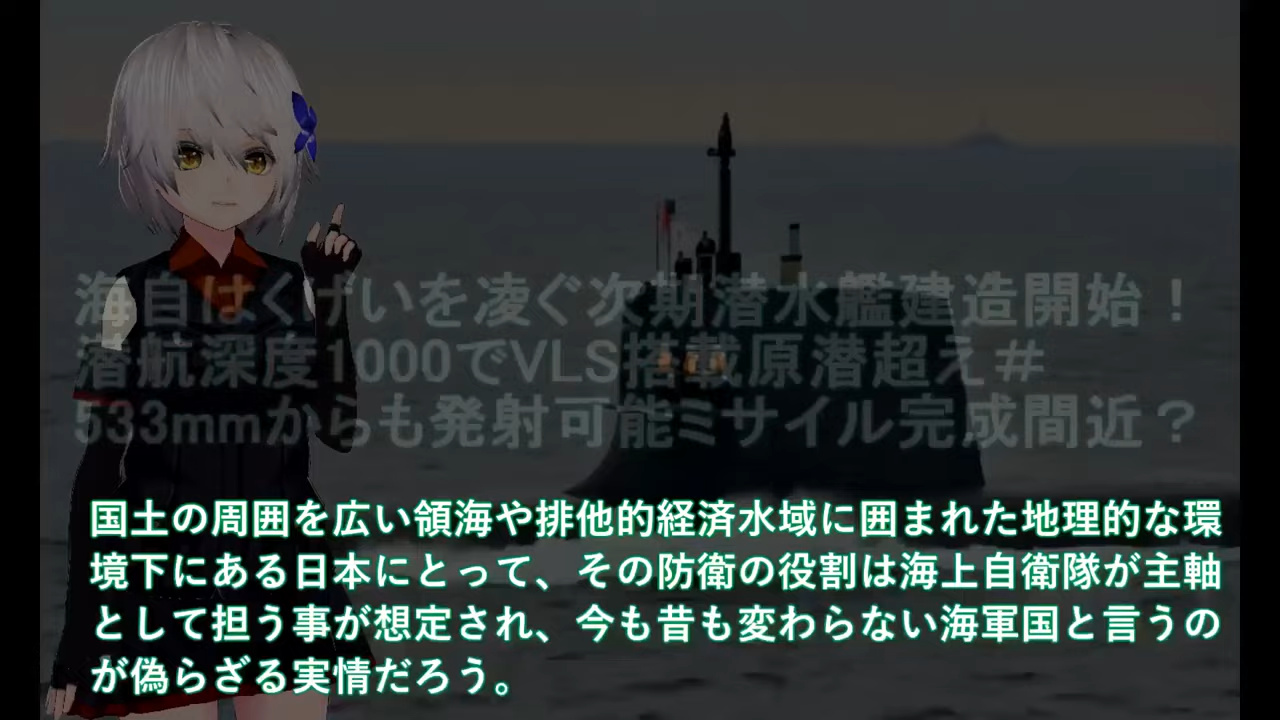 海自はくげいを凌ぐ次期潜水艦建造開始！
潜航深度1000でVLS搭載原潜超え＃
533mmからも発射可能ミサイル完成間近？
国土の周囲を広い領海や排他的経済水域に囲まれた地理的な環
境下にある日本にとって、その防衛の役割は海上自衛隊が主軸
として担う事が想定され、今も昔も変わらない海軍国と言うの
が偽らざる実情だろう。